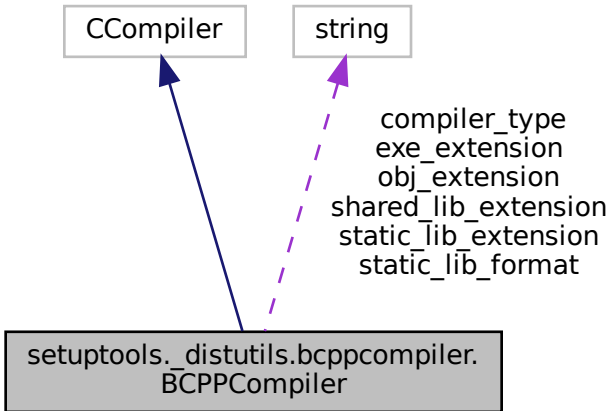 CCompiler
string
compiler_type
exe_extension
obj_extension
shared_lib_extension
static_lib_extension
static_lib_format
setuptools._distutils.bcppcompiler.
BCPPCompiler